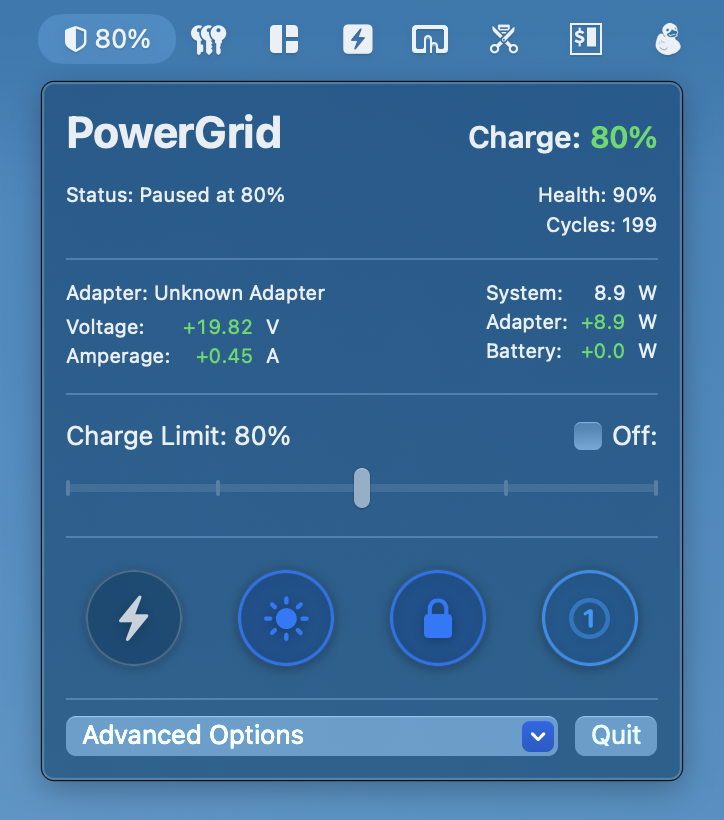 80%
$
PowerGrid
Charge: 80%
Status: Paused at 80%
Health: 90%
Cycles: 199
Adapter: Unknown Adapter
Voltage: +19.82 V
Amperage: +0.45 A
System: 8.9 W
Adapter: +8.9 W
Battery: +0.0 W
Charge Limit: 80%
Off:
1
Advanced Options
Quit